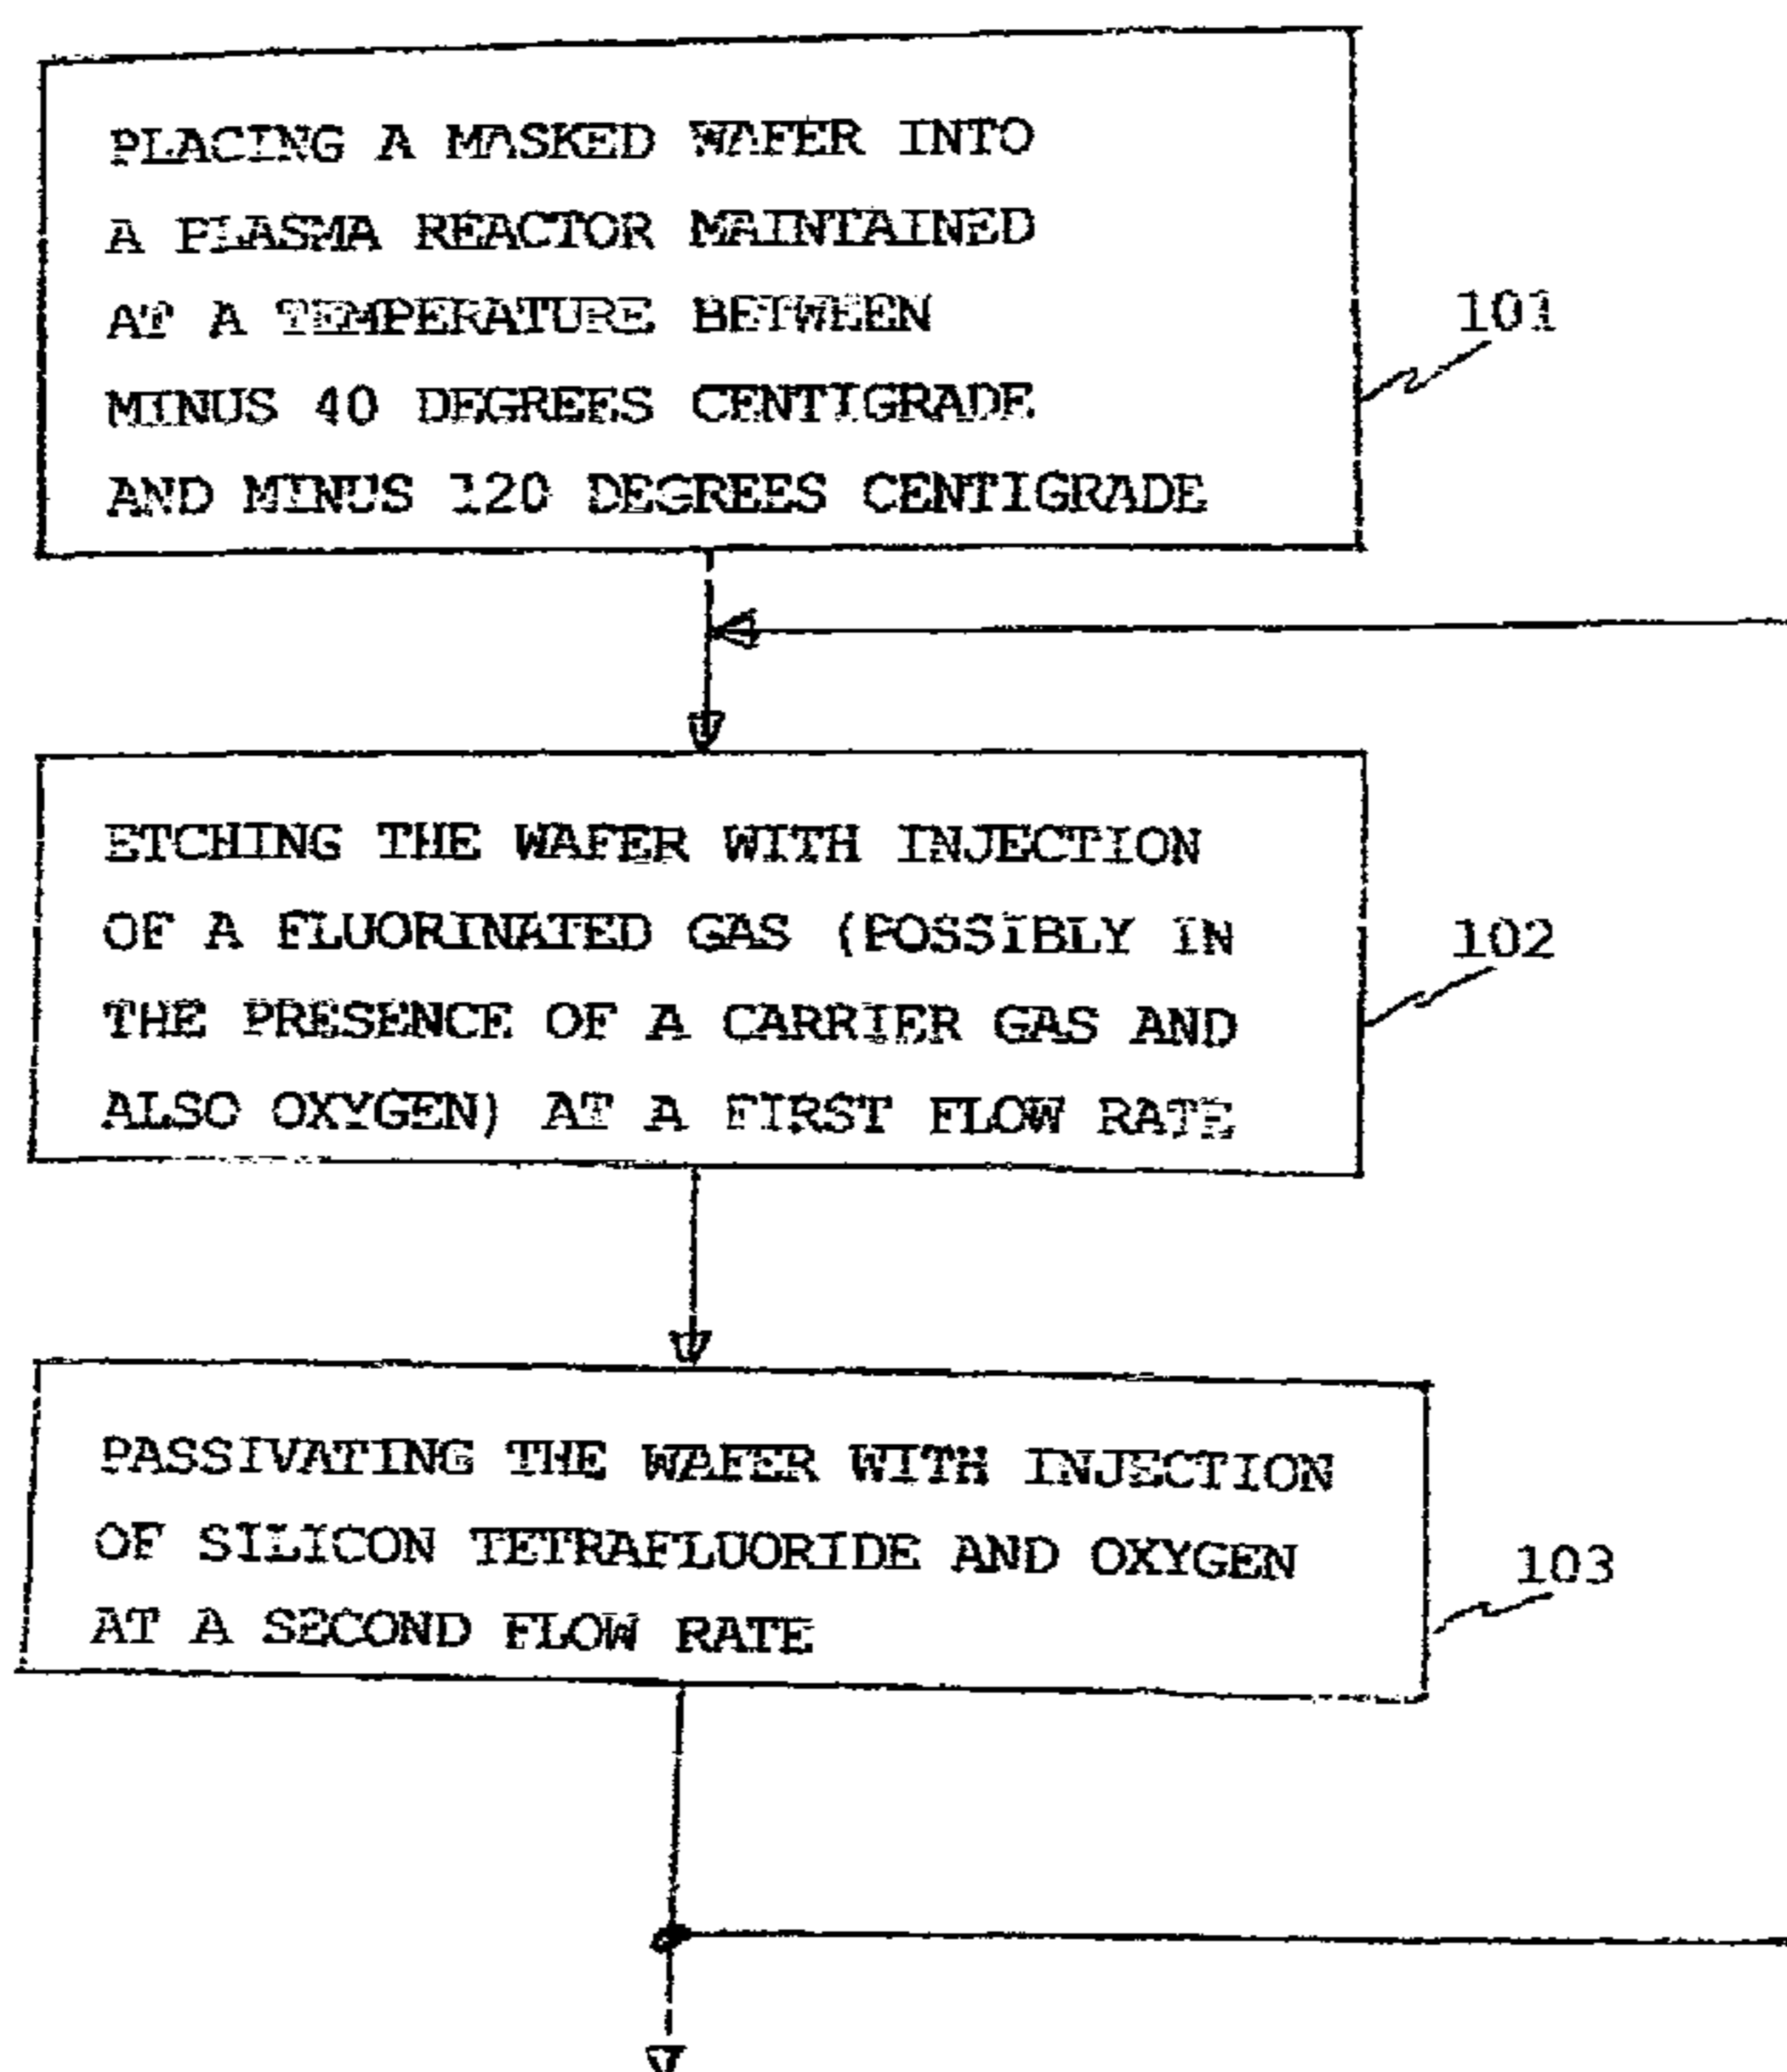 PLACING A MASKED WAFER INTO
A PLASMA REACTOR MAINTAINED
AT A TEMPERATURE BETWEEN
MINUS 40 DEGREES CENTIGRADE
AND MINUS 120 DEGREES CENTIGRADE
101
ETCHING THE WAFER WITH INJECTION
OF A FLUORINATED GAS (POSSIBLY IN
THE PRESENCE OF A CARRIER GAS AND
ALSO OXYGEN) AT A FIRST FLOW RATE
102
PASSIVATING THE WAFER WITH INJECTION
OF SILICON TETRAFLUORIDE AND OXYGEN
AT A SECOND FLOW RATE
103